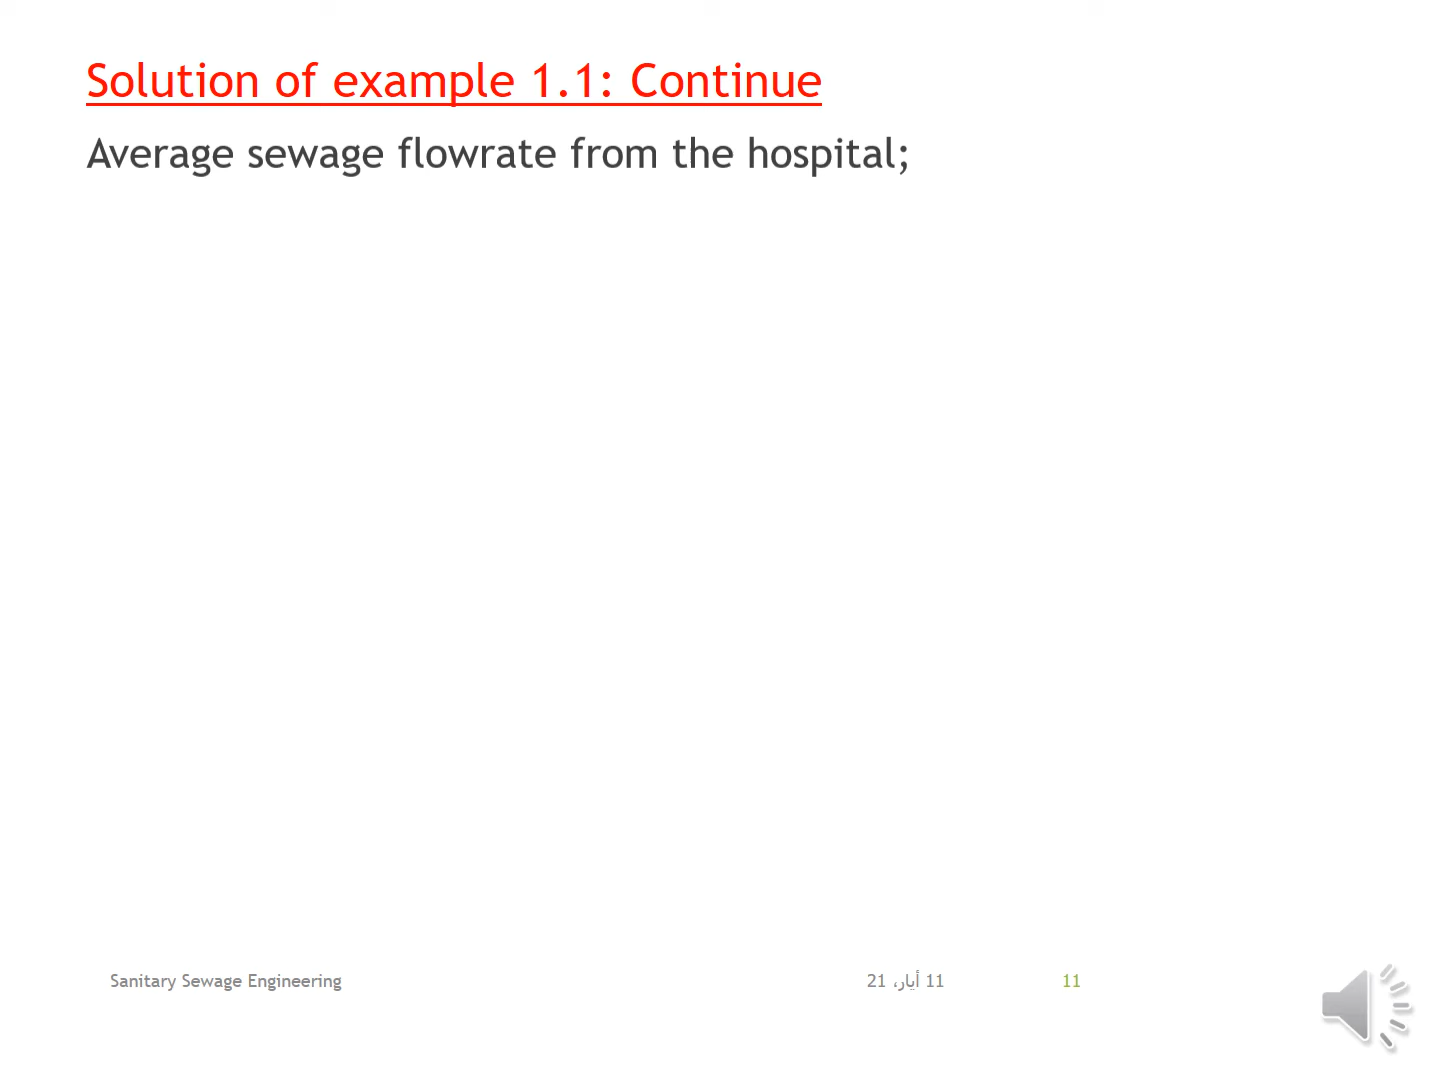 Solution of example 1.1: Continue
Average sewage flowrate from the hospital;
Sanitary Sewage Engineering
11 أيار، 21
11